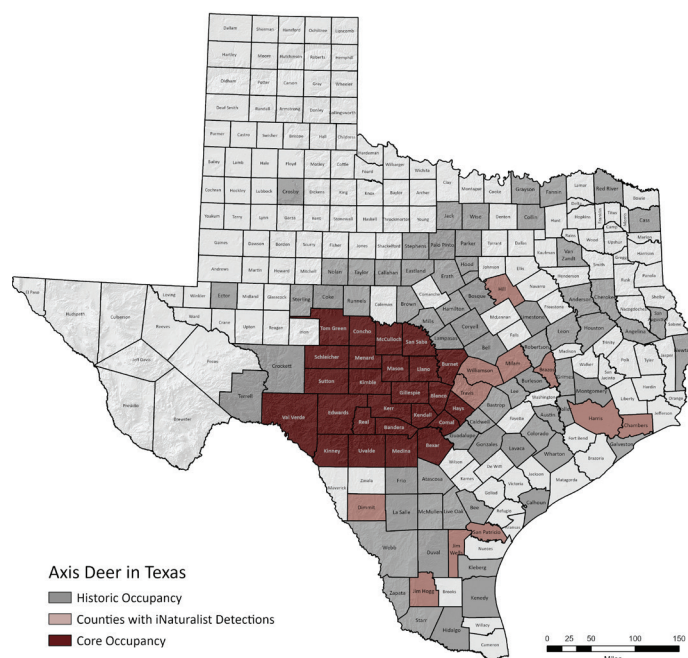 Dallam Sherman Hansford Ochiltree Lipscomb
Hartley Moore Hutchinson Roberts Hemphill
Oldham Potter Carson Gray Wheeler
Deaf Smith Randall Armstrong Donley Collingsworth
Parmer Castro Swisher Briscoe Hall Childress
Hardeman
Bailey Lamb Hale Floyd Motley Cottle Foard Wilbarger Wichita
Clay Montague Cooke Grayson Fannin Lamar Red River Bowie
Cochran Hockley Lubbock Crosby Dickens King Knox Baylor Archer
Jack Wise Denton Collin Hunt Hopkins Titus Camp Cass
Yoakum Terry Lynn Garza Kent Stonewall Haskell Throckmorton Young
Gaines Dawson Borden Scurry Fisher Jones Shackelford Stephens Palo Pinto Parker Tarrant Dallas Kaufman Rains Wood Upshur Marion
Van Zandt Smith Gregg Harrison
Andrews Martin Howard Mitchell Nolan Taylor Callahan Eastland Erath Hood Johnson Ellis Henderson Rusk Panola
El Paso Loving Winkler Ector Midland Glasscock Sterling Coke Runnels Coleman Brown Comanche Bosque Hill Navarro Anderson Cherokee Shelby
Hudspeth Culberson Reeves Ward Crane Upton Reagan Irion Tom Green Concho McCulloch San Saba Mills Hamilton Coryell McLennan Limestone Freestone Leon Houston Nacogdoches
Lampasas Bell Falls Robertson Madison Trinity Angelina San
Jeff Davis Pecos Crockett Schleicher Menard Mason Llano Burnet Williamson Milam Brazos Walker Polk Tyler Jasper
Presidio Brewster Terrell Sutton Kimble Gillespie Blanco Travis Lee Burleson Washington Montgomery San Jacinto Liberty Hardin Orange
Val Verde Edwards Real Kerr Bandera Kendall Comal Hays Caldwell Bastrop Fayette Austin Harris Chambers Jefferson
Kinney Uvalde Medina Bexar Guadalupe Gonzales Colorado Fort Bend Galveston
Lavaca Wharton Brazoria
Maverick Zavala Frio Atascosa Wilson Karnes De Witt Jackson Matagorda
Victoria Goliad
Dimmit La Salle McMullen Live Oak Bee Refugio Calhoun
Aransas
San Patricio
Webb Duval Jim Wells Nueces
Kleberg
Zapata Jim Hogg Brooks Kenedy
Starr Hidalgo Willacy
Cameron
Axis Deer in Texas
Historic Occupancy
Counties with iNaturalist Detections
Core Occupancy
0 25 50 100 150
Miles